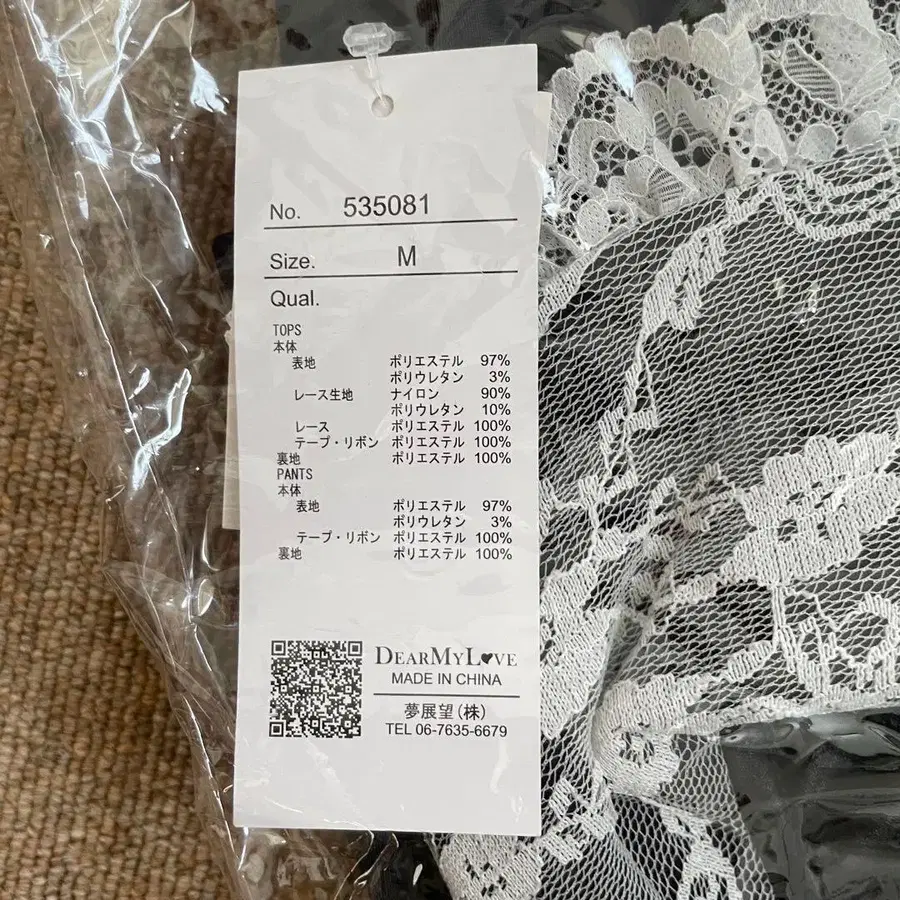 No. 535081
Size. M
Qual.
TOPS
本体
表地 ポリエステル 97%
ポリウレタン 3%
レース生地 ナイロン 90%
ポリウレタン 10%
レース ポリエステル 100%
テープ・リボン ポリエステル 100%
裏地 ポリエステル 100%
PANTS
本体
表地 ポリエステル 97%
ポリウレタン 3%
テープ・リボン ポリエステル 100%
裏地 ポリエステル 100%
DEARMYL♥VE
MADE IN CHINA
夢展望(株)
TEL 06-7635-6679